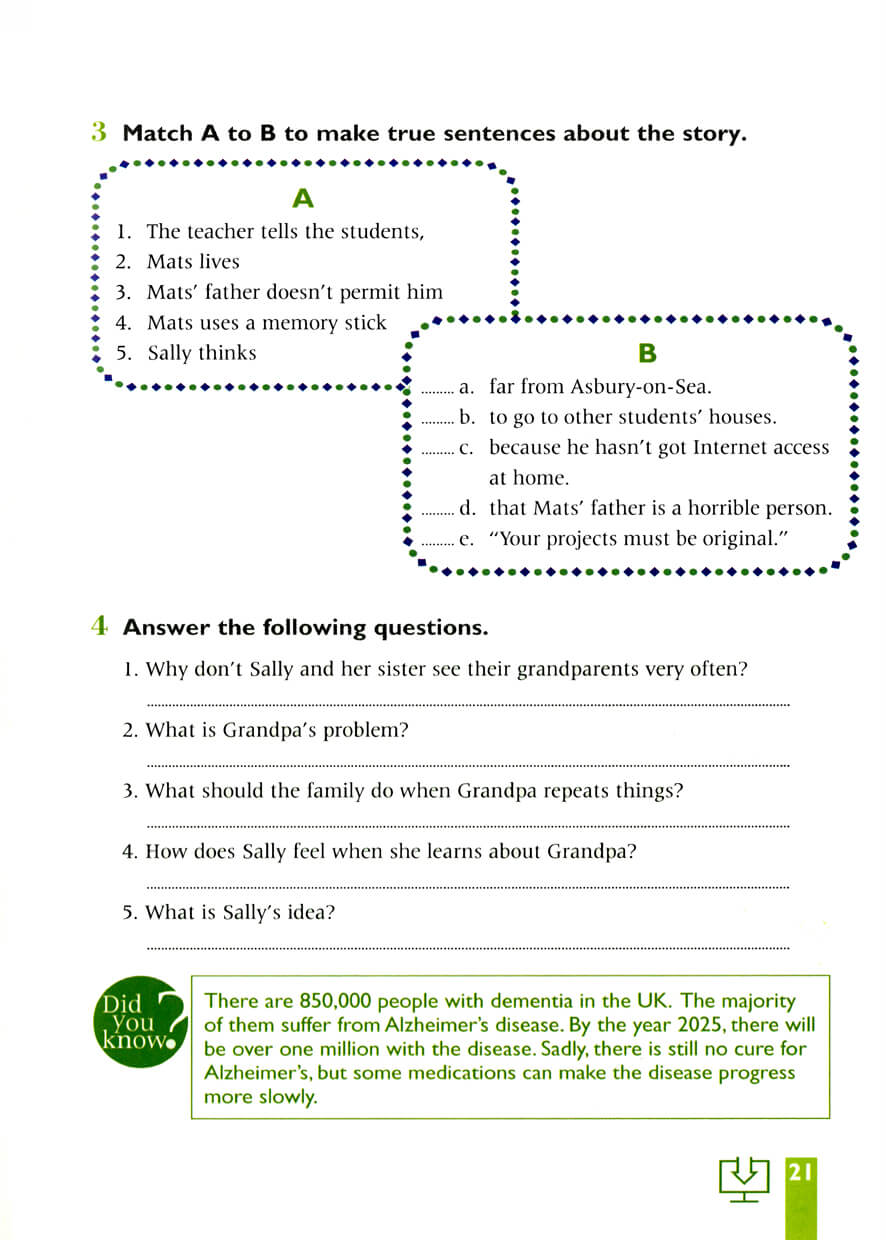 3 Match A to B to make true sentences about the story.
A
1. The teacher tells the students,
2. Mats lives
3. Mats’ father doesn’t permit him
4. Mats uses a memory stick
5. Sally thinks
B
......... a. far from Asbury-on-Sea.
......... b. to go to other students’ houses.
......... c. because he hasn’t got Internet access
at home.
......... d. that Mats’ father is a horrible person.
......... e. “Your projects must be original.”
4 Answer the following questions.
1. Why don’t Sally and her sister see their grandparents very often?
2. What is Grandpa’s problem?
3. What should the family do when Grandpa repeats things?
4. How does Sally feel when she learns about Grandpa?
5. What is Sally’s idea?
Did
you
know?
There are 850,000 people with dementia in the UK. The majority
of them suffer from Alzheimer’s disease. By the year 2025, there will
be over one million with the disease. Sadly, there is still no cure for
Alzheimer’s, but some medications can make the disease progress
more slowly.
21